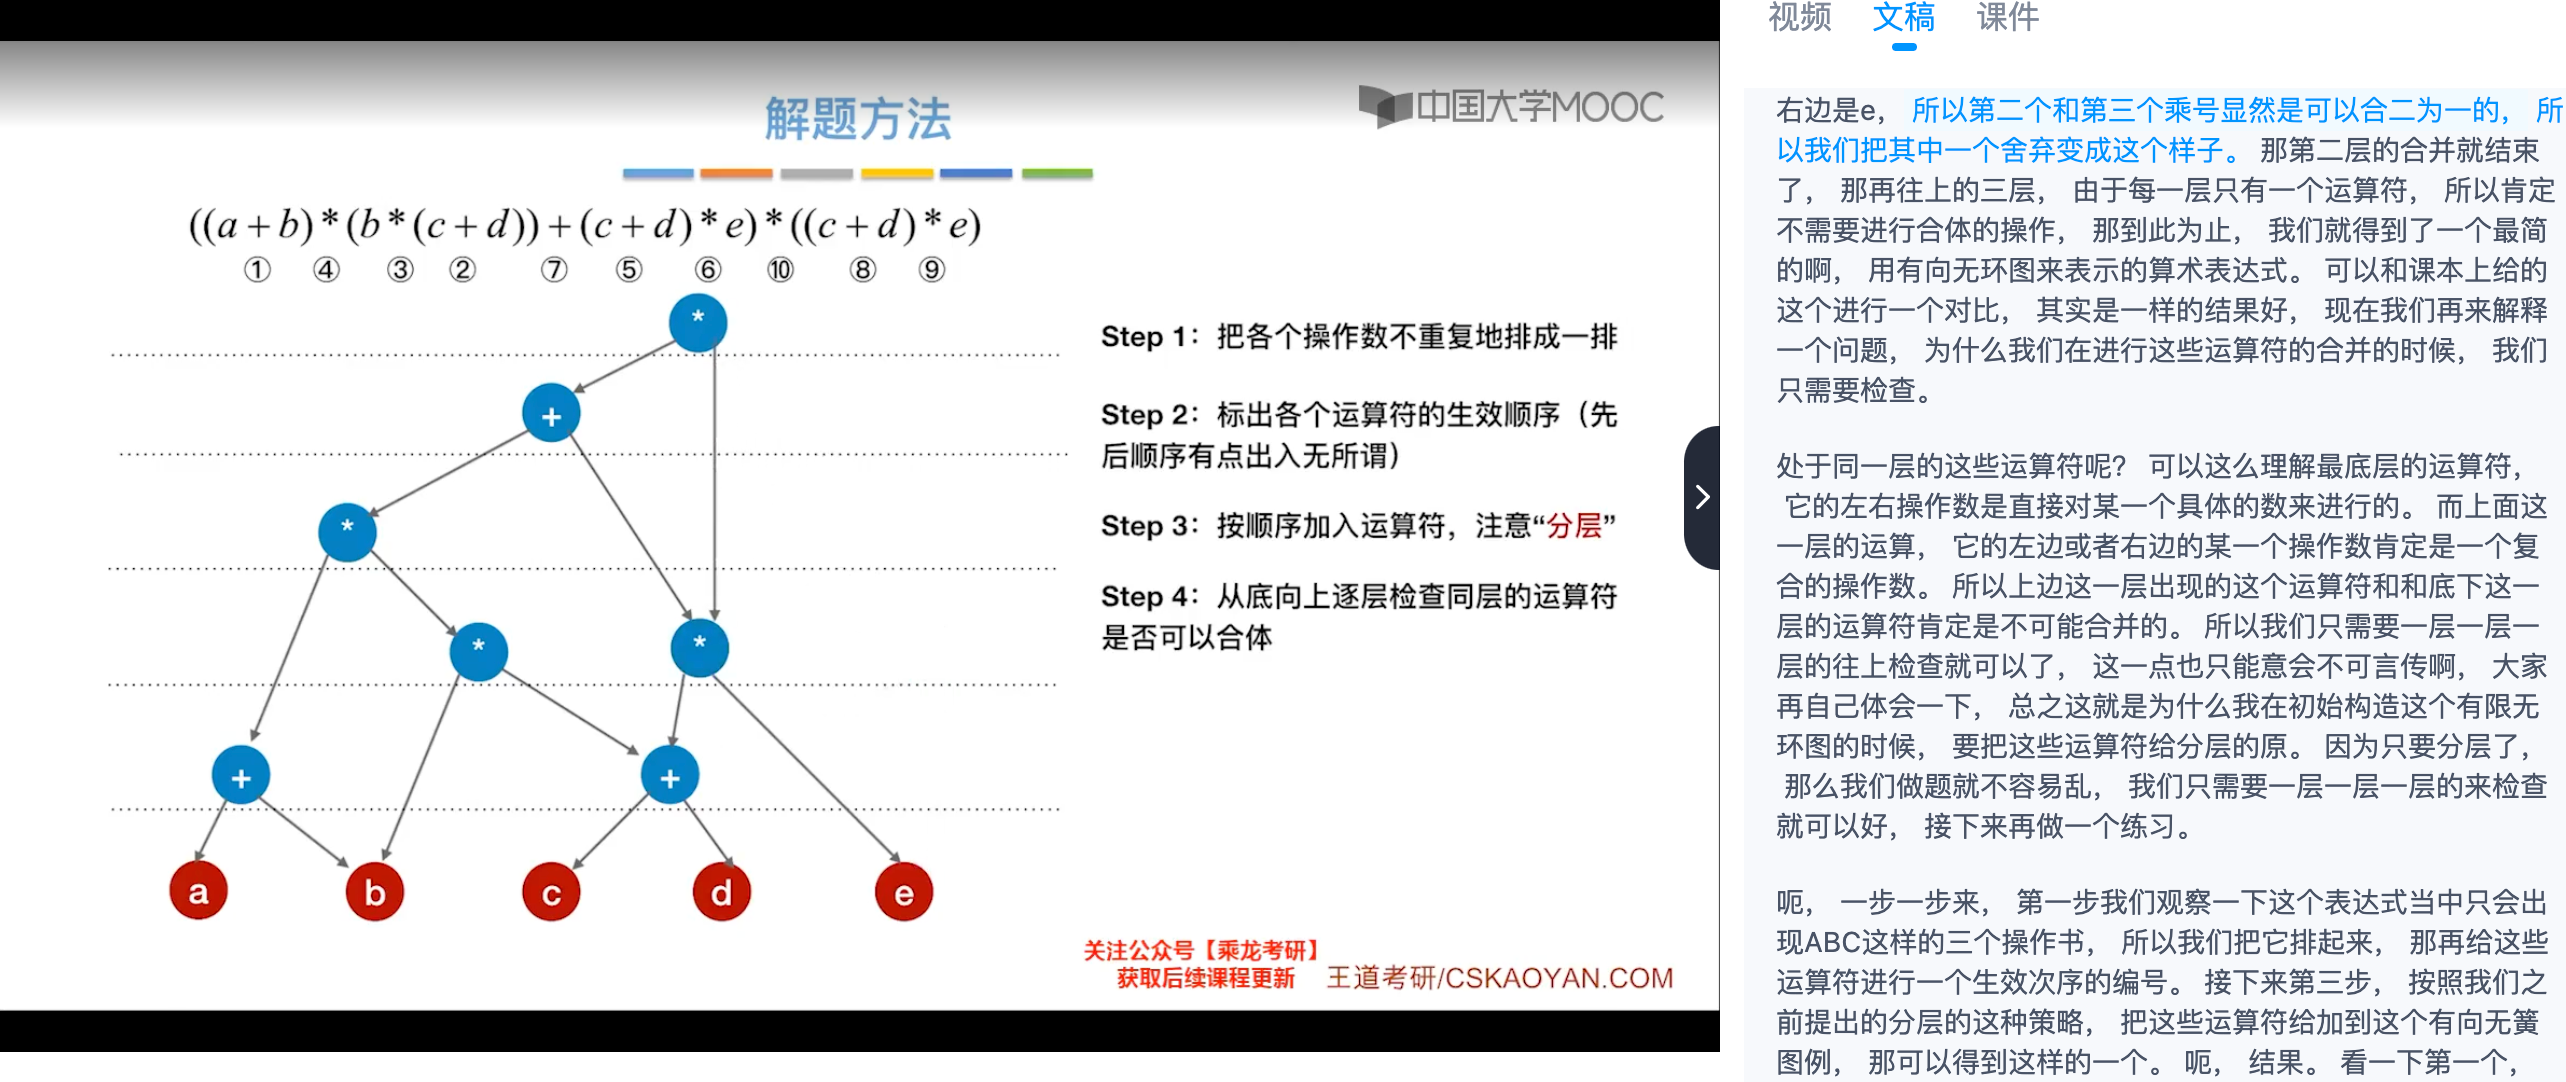 解题方法
中国大学MOOC
((a+b)*(b*(c+d))+(c+d)*e)*((c+d)*e)
① ④ ③ ② ⑦ ⑤ ⑥ ⑩ ⑧ ⑨
*
+
*
*
*
+
+
a
b
c
d
e
Step 1：把各个操作数不重复地排成一排
Step 2：标出各个运算符的生效顺序（先
后顺序有点出入无所谓）
Step 3：按顺序加入运算符，注意“分层”
Step 4：从底向上逐层检查同层的运算符
是否可以合体
关注公众号【乘龙考研】
获取后续课程更新
王道考研/CSKAOYAN.COM
视频 文稿 课件
右边是e， 所以第二个和第三个乘号显然是可以合二为一的， 所
以我们把其中一个舍弃变成这个样子。 那第二层的合并就结束
了， 那再往上的三层， 由于每一层只有一个运算符， 所以肯定
不需要进行合体的操作， 那到此为止， 我们就得到了一个最简
的啊， 用有向无环图来表示的算术表达式。 可以和课本上给的
这个进行一个对比， 其实是一样的结果好， 现在我们再来解释
一个问题， 为什么我们在进行这些运算符的合并的时候， 我们
只需要检查。
处于同一层的这些运算符呢？ 可以这么理解最底层的运算符，
它的左右操作数是直接对某一个具体的数来进行的。 而上面这
一层的运算， 它的左边或者右边的某一个操作数肯定是一个复
合的操作数。 所以上边这一层出现的这个运算符和和底下这一
层的运算符肯定是不可能合并的。 所以我们只需要一层一层一
层的往上检查就可以了， 这一点也只能意会不可言传啊， 大家
再自己体会一下， 总之这就是为什么我在初始构造这个有限无
环图的时候， 要把这些运算符给分层的原。 因为只要分层了，
那么我们做题就不容易乱， 我们只需要一层一层一层的来检查
就可以好， 接下来再做一个练习。
呃， 一步一步来， 第一步我们观察一下这个表达式当中只会出
现ABC这样的三个操作书， 所以我们把它排起来， 那再给这些
运算符进行一个生效次序的编号。 接下来第三步， 按照我们之
前提出的分层的这种策略， 把这些运算符给加到这个有向无簧
图例， 那可以得到这样的一个。 呃， 结果。 看一下第一个，